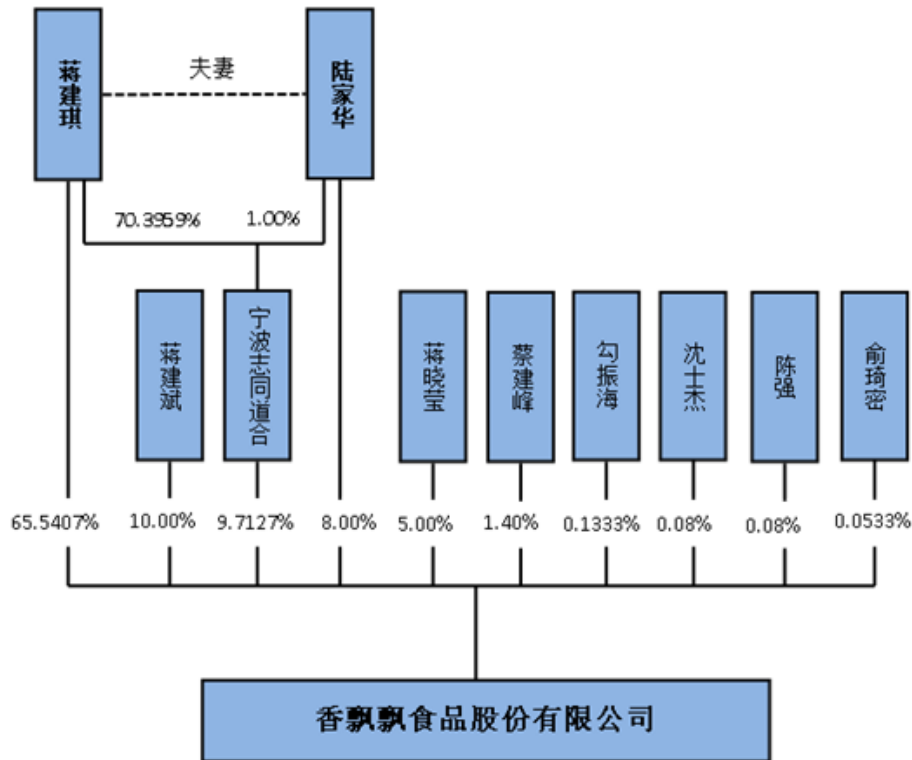 蒋建琪
夫妻
陆家华
70.3959%
1.00%
蒋建斌
宁波志同道合
蒋晓莹
蔡建峰
勾振海
沈士杰
陈强
俞琦密
65.5407%
10.00%
9.7127%
8.00%
5.00%
1.40%
0.1333%
0.08%
0.08%
0.0533%
香飘飘食品股份有限公司